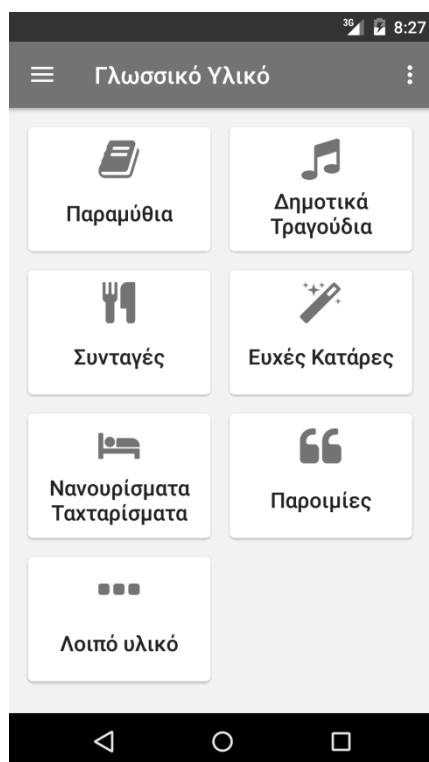 3G 8:27
Γλωσσικό Υλικό
Παραμύθια
Δημοτικά
Τραγούδια
Συνταγές
Ευχές Κατάρες
Νανουρίσματα
Ταχταρίσματα
Παροιμίες
Λοιπό υλικό